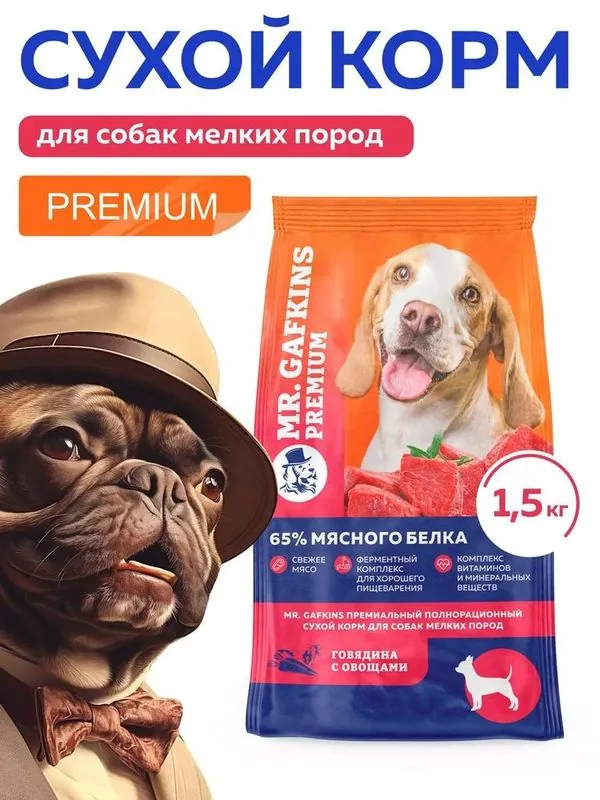 СУХОЙ КОРМ
для собак мелких пород
PREMIUM
MR. GAFKINS
PREMIUM
1,5 кг
65% МЯСНОГО БЕЛКА
СВЕЖЕЕ
МЯСО
ФЕРМЕНТНЫЙ
КОМПЛЕКС
ДЛЯ ХОРОШЕГО
ПИЩЕВАРЕНИЯ
КОМПЛЕКС
ВИТАМИНОВ
И МИНЕРАЛЬНЫХ
ВЕЩЕСТВ
MR. GAFKINS ПРЕМИАЛЬНЫЙ ПОЛНОРАЦИОННЫЙ
СУХОЙ КОРМ ДЛЯ СОБАК МЕЛКИХ ПОРОД
ГОВЯДИНА
С ОВОЩАМИ